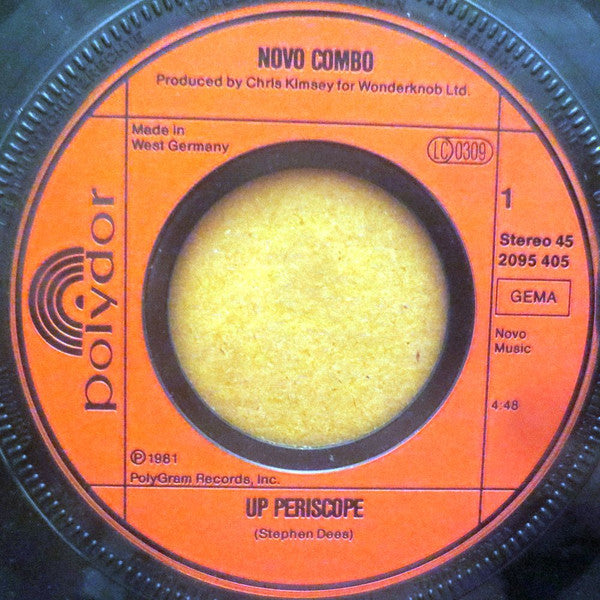 NOVO COMBO
Produced by Chris Kimsey for Wonderknob Ltd.
Made in
West Germany
LC 0309
1
Stereo 45
2095 405
GEMA
Novo
Music
4:48
polydor
℗ 1981
PolyGram Records, Inc.
UP PERISCOPE
(Stephen Dees)